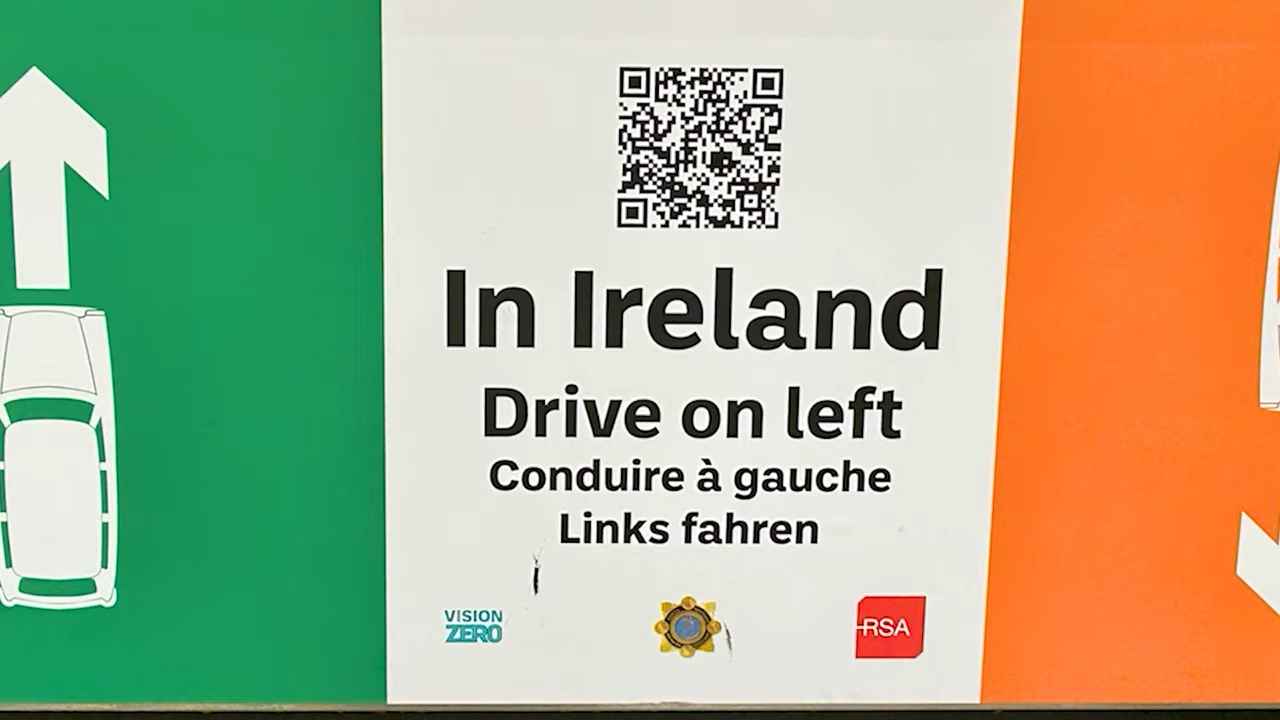 In Ireland
Drive on left
Conduire à gauche
Links fahren
VISION
ZERO
RSA